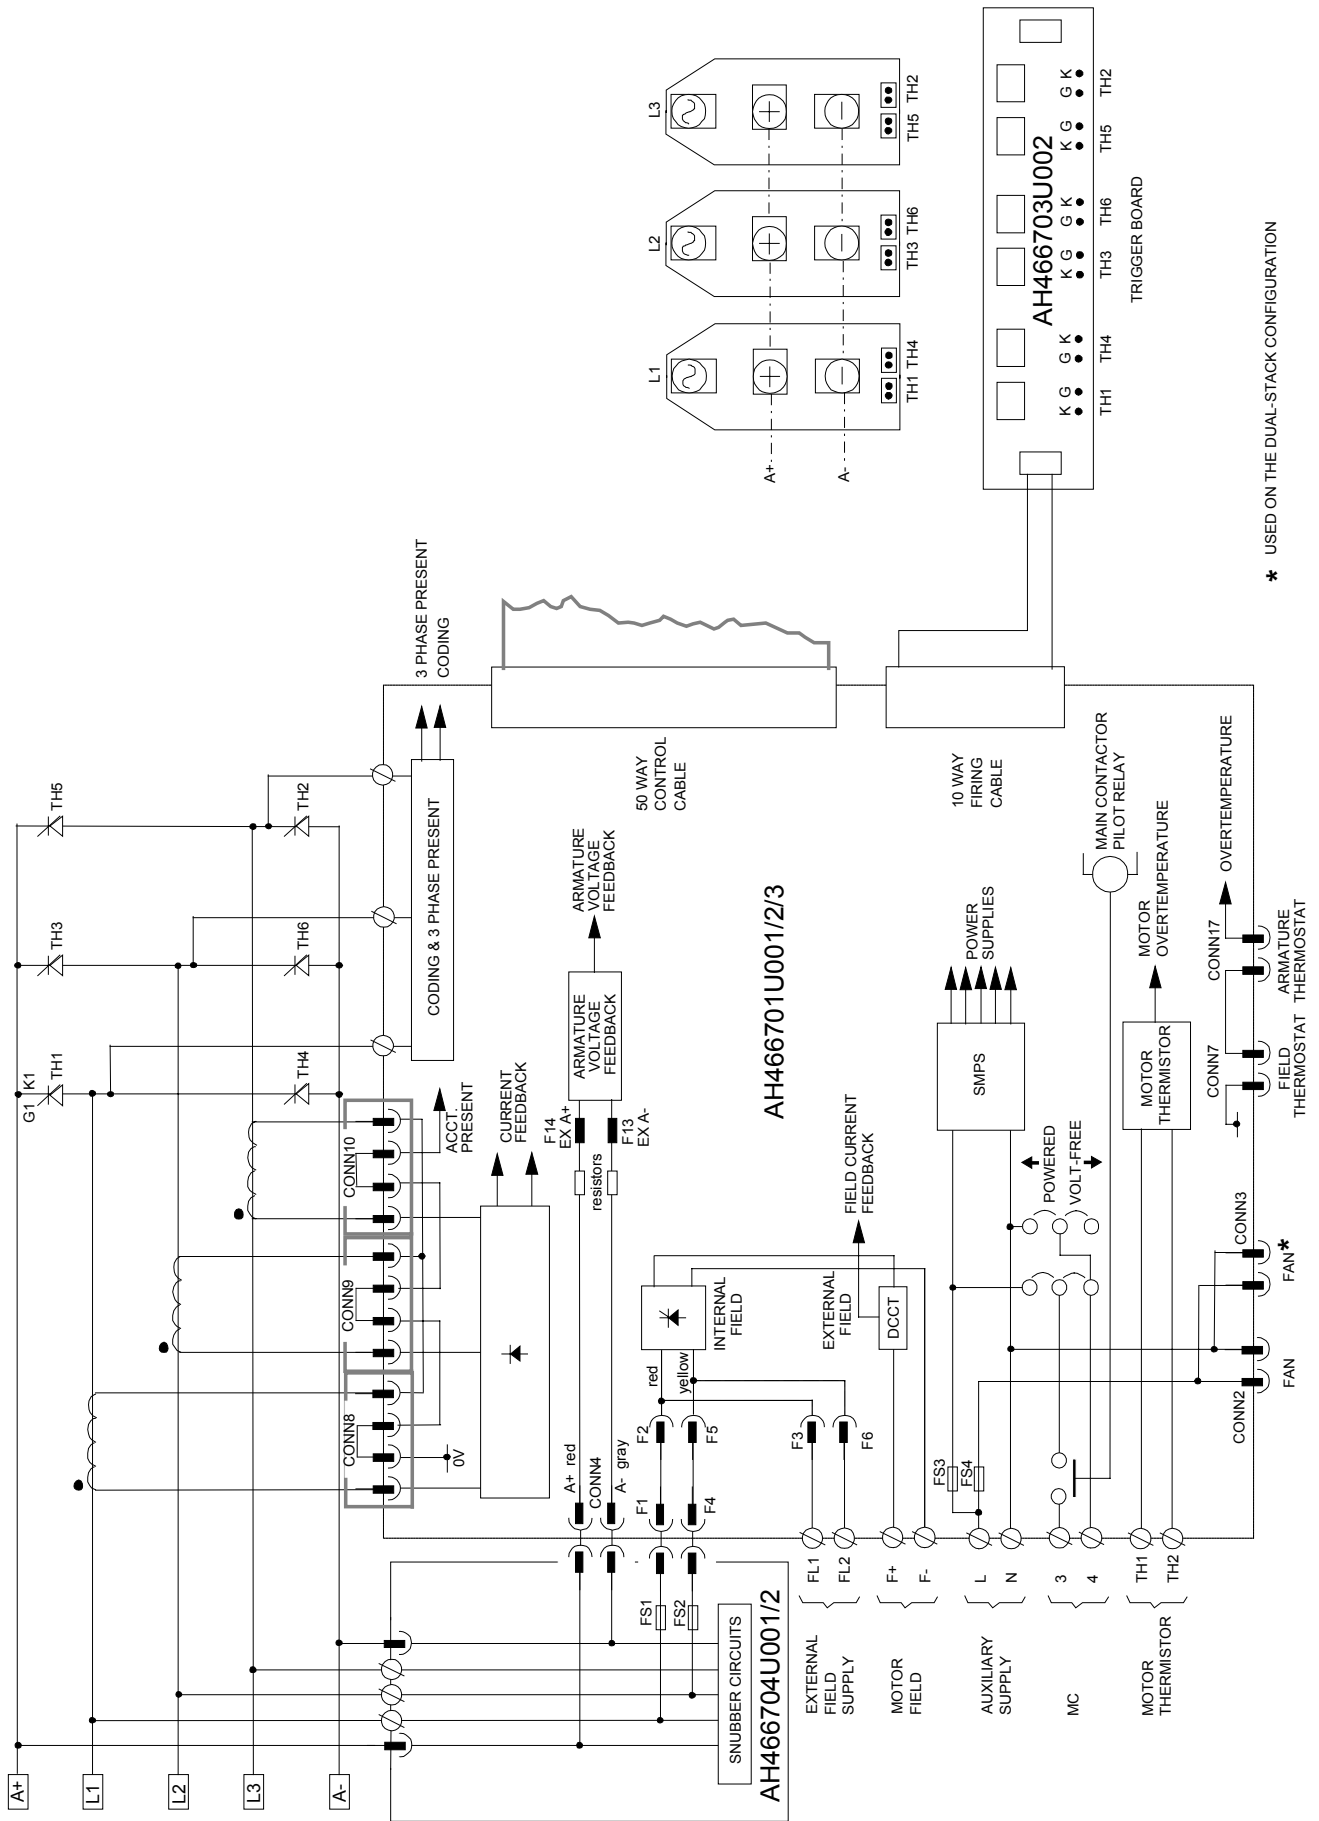 A+
L1
L2
L3
A-
G1 K1
TH1
TH3
TH5
TH4
TH6
TH2
CONN8
0V
CONN9
CONN10
ACCT.
PRESENT
CURRENT
FEEDBACK
CODING & 3 PHASE PRESENT
3 PHASE PRESENT
CODING
SNUBBER CIRCUITS
AH466704U001/2
FS1
FS2
A+ red
CONN4
A- gray
resistors
F14
EX A+
F13
EX A-
ARMATURE
VOLTAGE
FEEDBACK
ARMATURE
VOLTAGE
FEEDBACK
50 WAY
CONTROL
CABLE
F1
F4
F2
F5
red
yellow
INTERNAL
FIELD
AH466701U001/2/3
F3
F6
EXTERNAL
FIELD
DCCT
FIELD CURRENT
FEEDBACK
EXTERNAL
FIELD
SUPPLY
FL1
FL2
MOTOR
FIELD
F+
F-
AUXILIARY
SUPPLY
L
N
FS3
FS4
SMPS
POWER
SUPPLIES
10 WAY
FIRING
CABLE
MC
3
4
POWERED
VOLT-FREE
MAIN CONTACTOR
PILOT RELAY
MOTOR
THERMISTOR
TH1
TH2
MOTOR
THERMISTOR
MOTOR
OVERTEMPERATURE
CONN2
FAN
CONN3
FAN*
CONN7
FIELD
THERMOSTAT
CONN17
ARMATURE
THERMOSTAT
OVERTEMPERATURE
L1
L2
L3
A+
A-
TH1 TH4
TH3 TH6
TH5 TH2
AH466703U002
K G
G K
K G
G K
K G
G K
TH1
TH4
TH3
TH6
TH5
TH2
TRIGGER BOARD
* USED ON THE DUAL-STACK CONFIGURATION